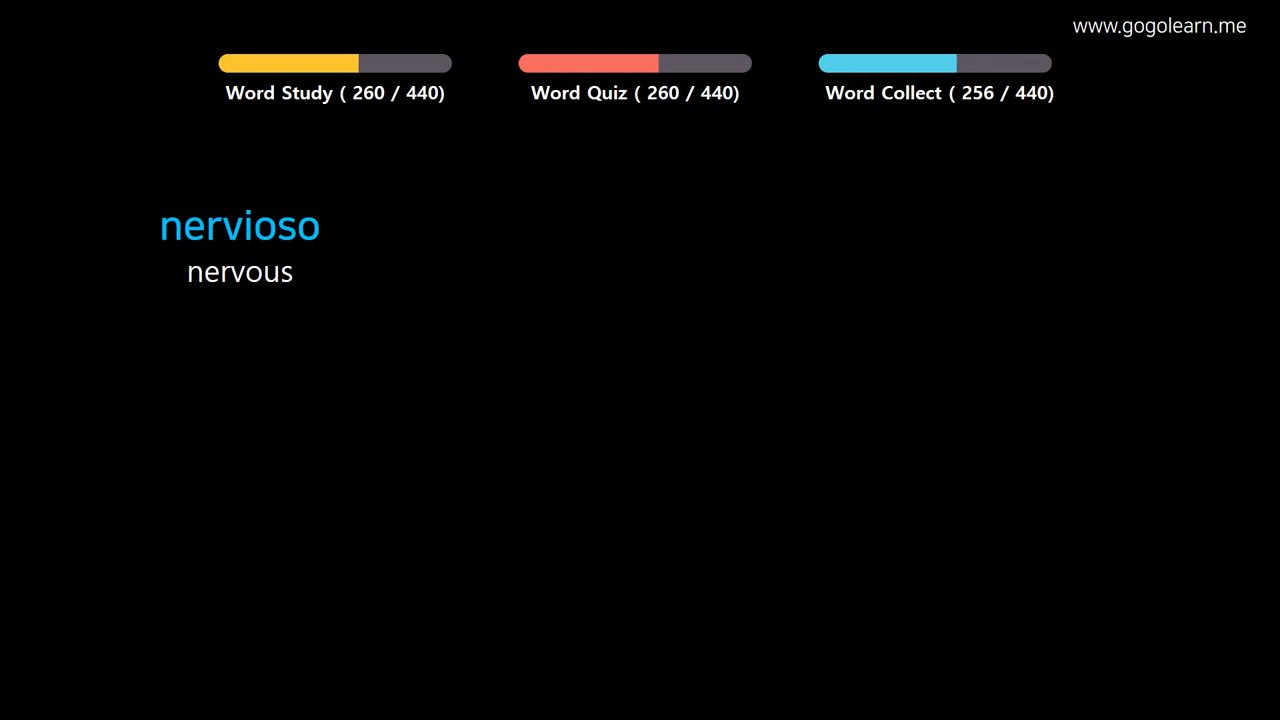 www.gogolearn.me
Word Study ( 260 / 440)
Word Quiz ( 260 / 440)
Word Collect ( 256 / 440)
nervioso
nervous